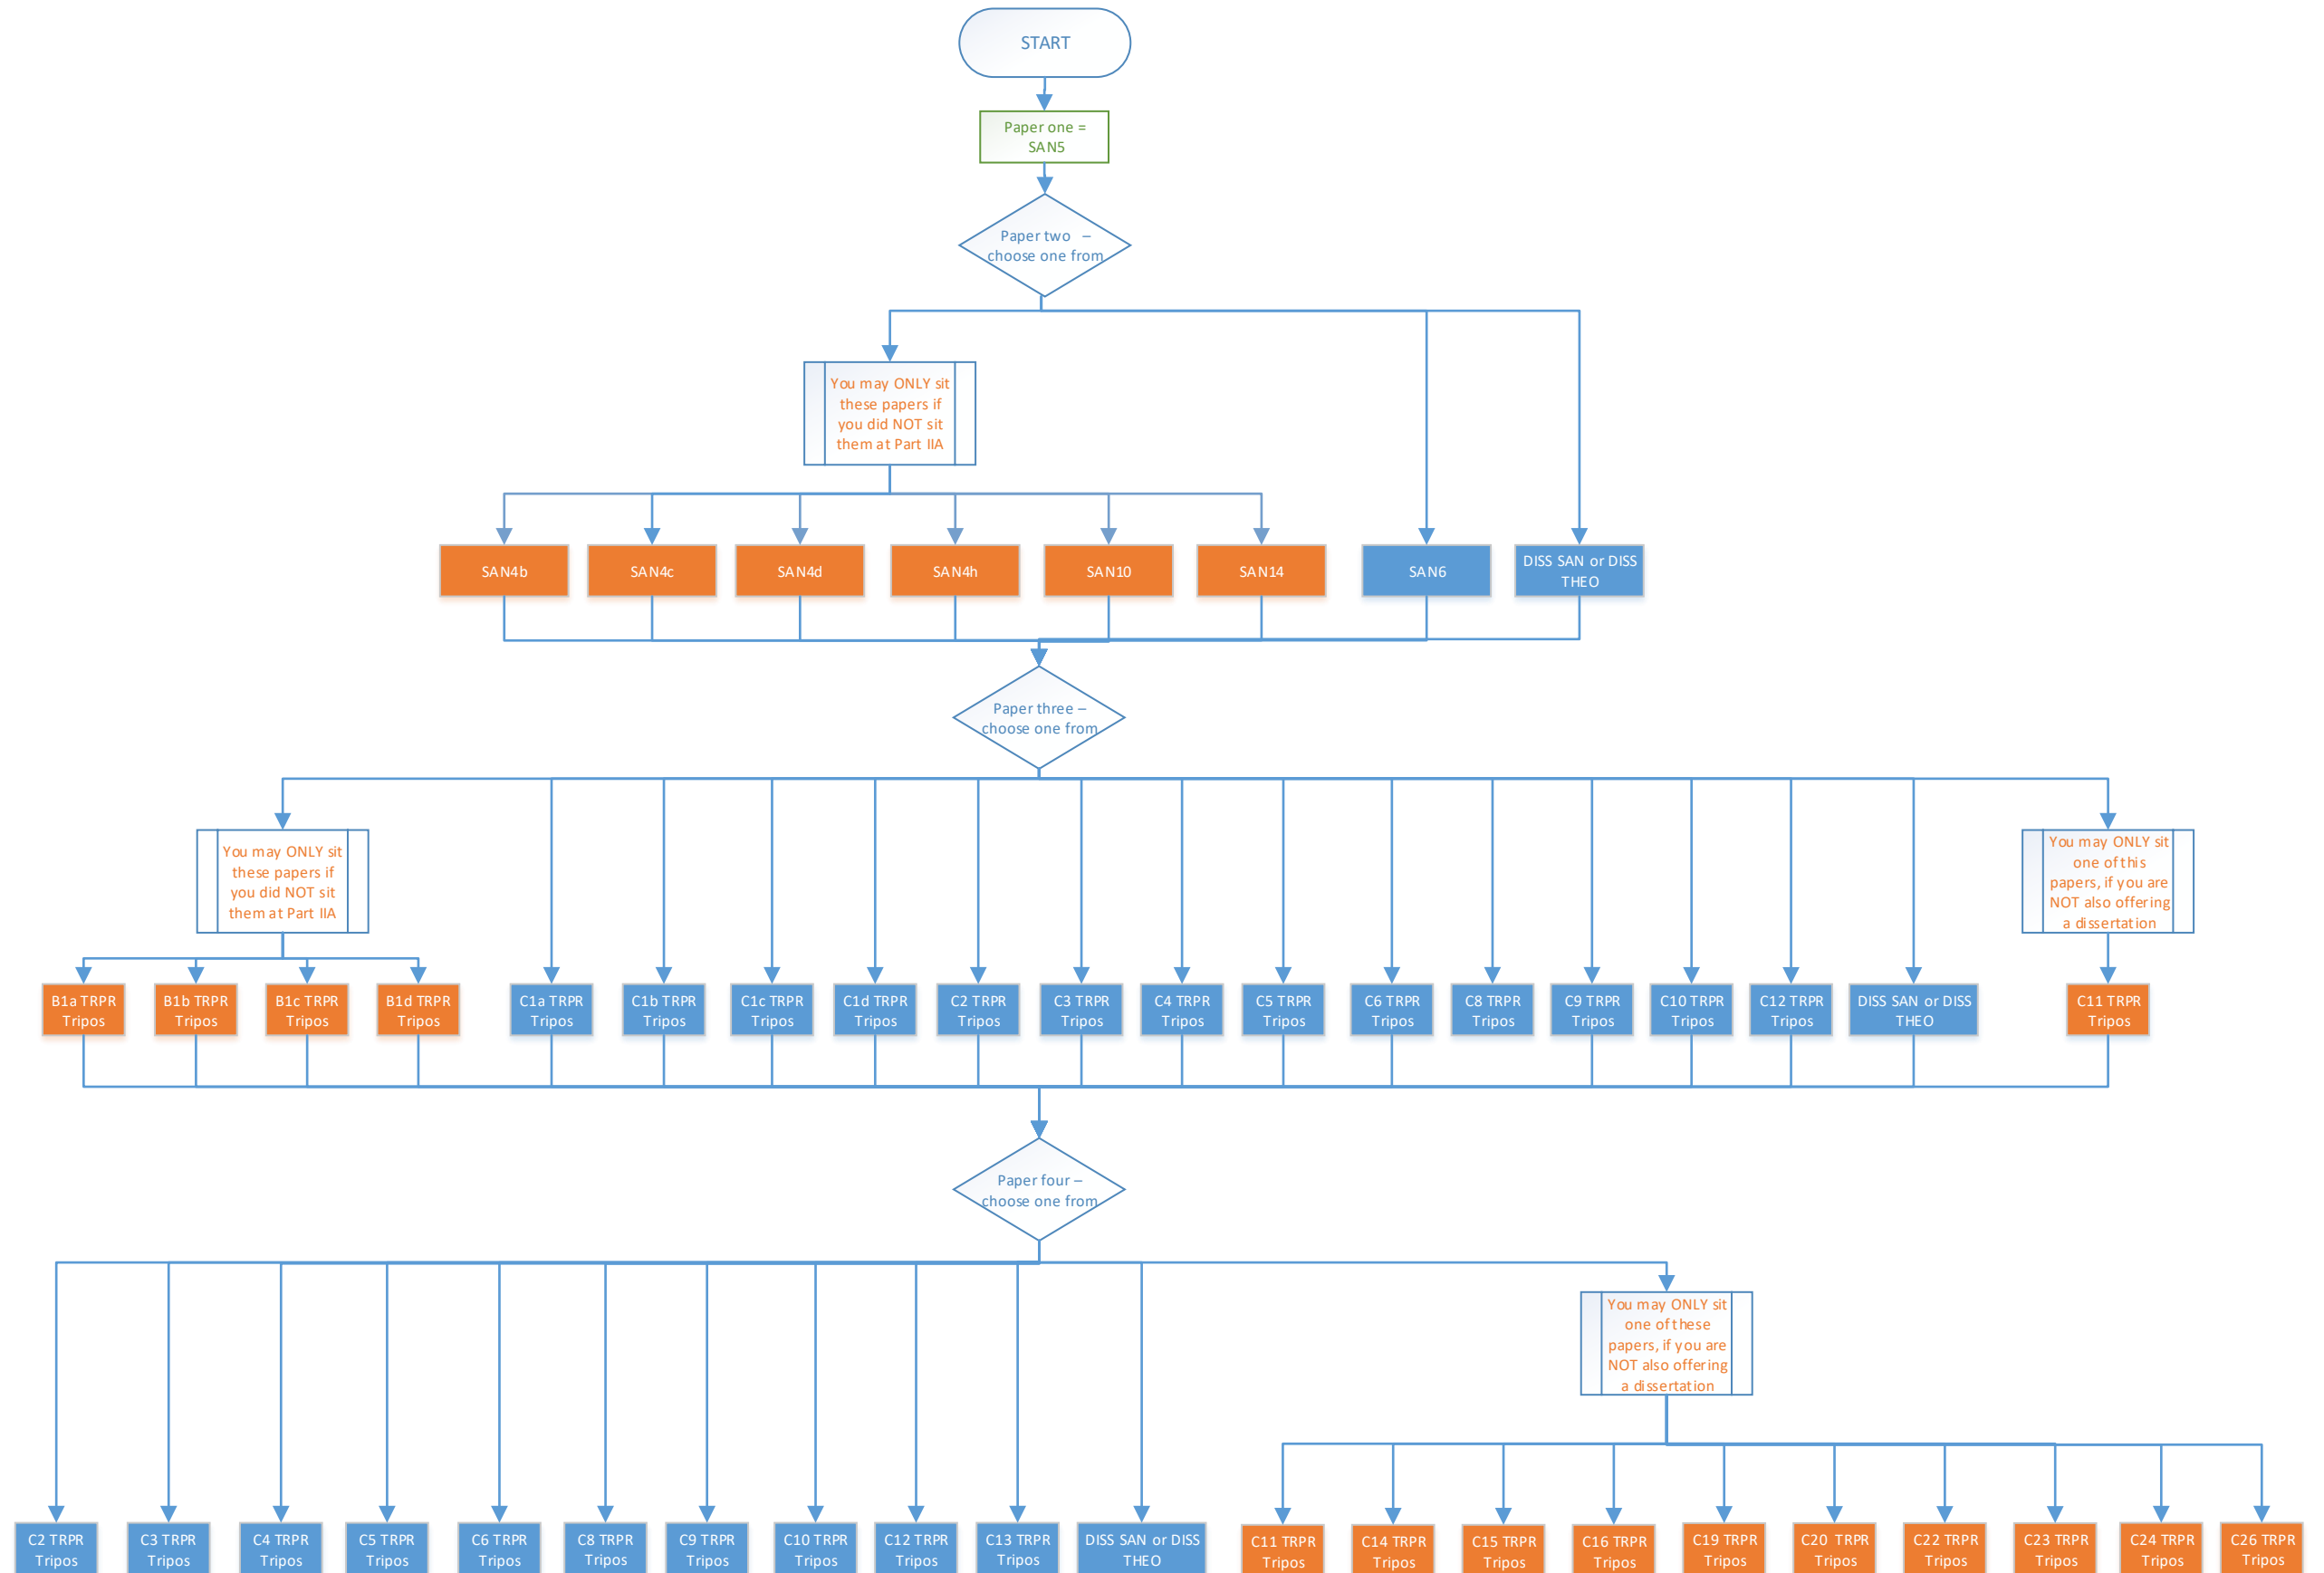 START
Paper one =
SAN5
Paper two –
choose one from
You may ONLY sit
these papers if
you did NOT sit
them at Part IIA
SAN4b
SAN4c
SAN4d
SAN4h
SAN10
SAN14
SAN6
DISS SAN or DISS
THEO
Paper three –
choose one from
You may ONLY sit
these papers if
you did NOT sit
them at Part IIA
You may ONLY sit
one of this
papers, if you are
NOT also offering
a dissertation
B1a TRPR
Tripos
B1b TRPR
Tripos
B1c TRPR
Tripos
B1d TRPR
Tripos
C1a TRPR
Tripos
C1b TRPR
Tripos
C1c TRPR
Tripos
C1d TRPR
Tripos
C2 TRPR
Tripos
C3 TRPR
Tripos
C4 TRPR
Tripos
C5 TRPR
Tripos
C6 TRPR
Tripos
C8 TRPR
Tripos
C9 TRPR
Tripos
C10 TRPR
Tripos
C12 TRPR
Tripos
DISS SAN or DISS
THEO
C11 TRPR
Tripos
Paper four –
choose one from
You may ONLY sit
one of these
papers, if you are
NOT also offering
a dissertation
C2 TRPR
Tripos
C3 TRPR
Tripos
C4 TRPR
Tripos
C5 TRPR
Tripos
C6 TRPR
Tripos
C8 TRPR
Tripos
C9 TRPR
Tripos
C10 TRPR
Tripos
C12 TRPR
Tripos
C13 TRPR
Tripos
DISS SAN or DISS
THEO
C11 TRPR
Tripos
C14 TRPR
Tripos
C15 TRPR
Tripos
C16 TRPR
Tripos
C19 TRPR
Tripos
C20 TRPR
Tripos
C22 TRPR
Tripos
C23 TRPR
Tripos
C24 TRPR
Tripos
C26 TRPR
Tripos